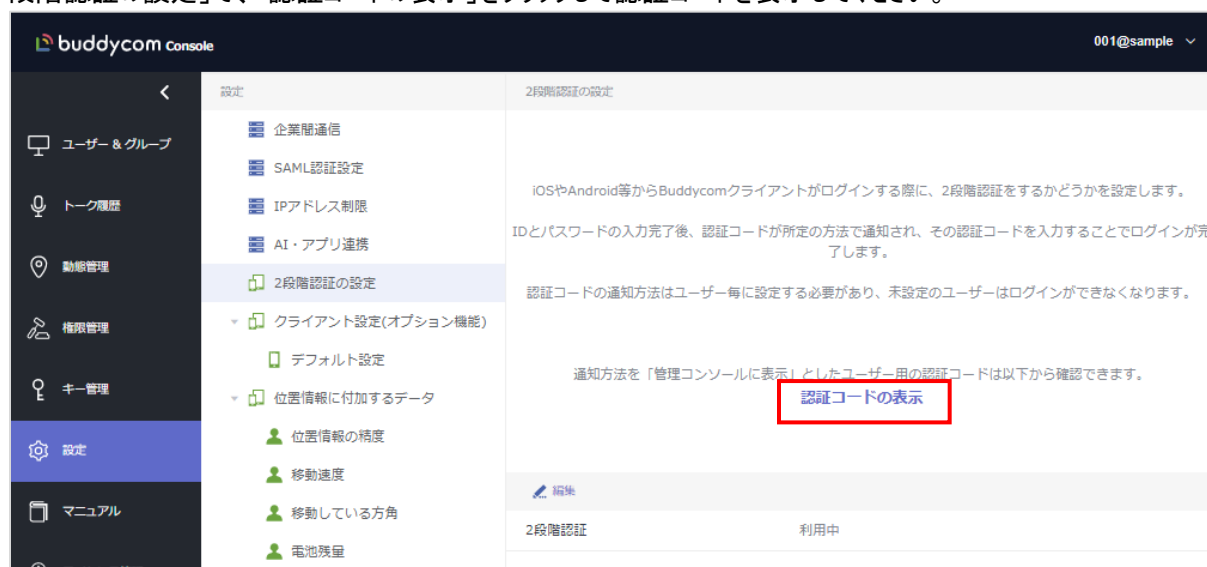 buddycom Console
001@sample
設定
2段階認証の設定
ユーザー & グループ
トーク履歴
動態管理
権限管理
キー管理
設定
マニュアル
企業間通信
SAML認証設定
IPアドレス制限
AI・アプリ連携
2段階認証の設定
クライアント設定(オプション機能)
デフォルト設定
位置情報に付加するデータ
位置情報の精度
移動速度
移動している方角
電池残量
iOSやAndroid等からBuddycomクライアントがログインする際に、2段階認証をするかどうかを設定します。
IDとパスワードの入力完了後、認証コードが所定の方法で通知され、その認証コードを入力することでログインが完
了します。
認証コードの通知方法はユーザー毎に設定する必要があり、未設定のユーザーはログインができなくなります。
通知方法を「管理コンソールに表示」としたユーザー用の認証コードは以下から確認できます。
認証コードの表示
編集
2段階認証
利用中